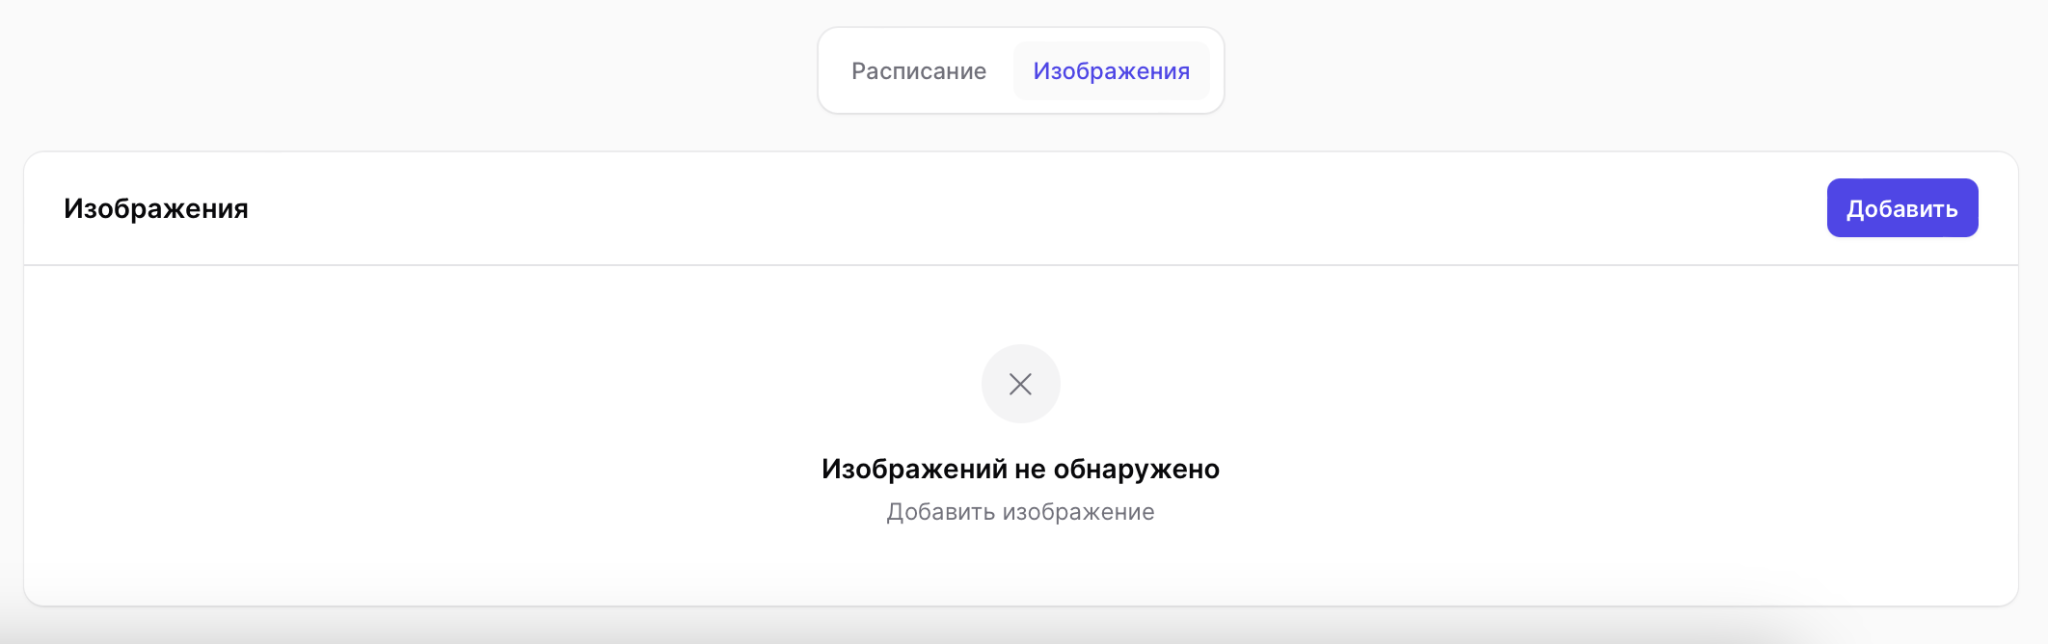 Расписание Изображения
Изображения Добавить
Изображений не обнаружено
Добавить изображение